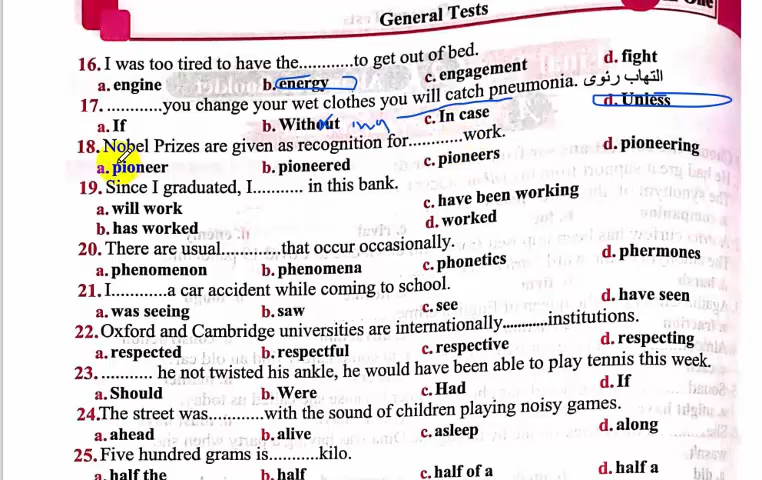 General Tests
One
16. I was too tired to have the............to get out of bed.
a. engine b. energy c. engagement d. fight
17. ............you change your wet clothes you will catch pneumonia. التهاب رئوى
a. If b. Without ing c. In case d. Unless
18. Nobel Prizes are given as recognition for............work.
a. pioneer b. pioneered c. pioneers d. pioneering
19. Since I graduated, I.......... in this bank.
a. will work c. have been working
b. has worked d. worked
20. There are usual............that occur occasionally.
a. phenomenon b. phenomena c. phonetics d. phermones
21. I............a car accident while coming to school.
a. was seeing b. saw c. see d. have seen
22. Oxford and Cambridge universities are internationally...........institutions.
a. respected b. respectful c. respective d. respecting
23. .......... he not twisted his ankle, he would have been able to play tennis this week.
a. Should b. Were c. Had d. If
24. The street was...........with the sound of children playing noisy games.
a. ahead b. alive c. asleep d. along
25. Five hundred grams is..........kilo.
a. half the b. half c. half of a d. half a